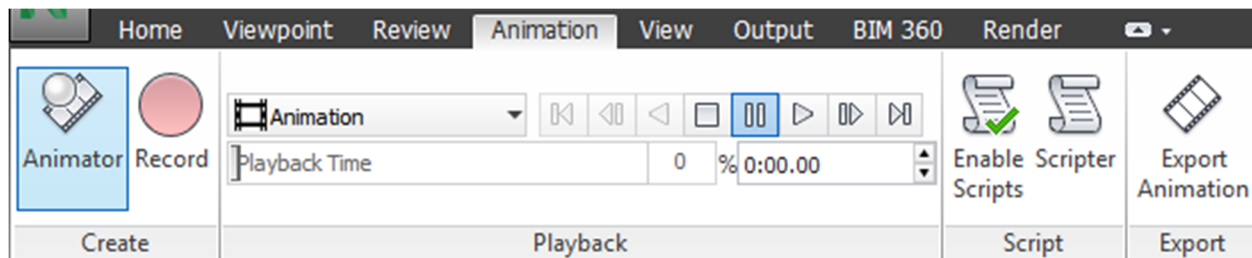 Home Viewpoint Review Animation View Output BIM 360 Render
Animation
Animator Record Playback Time 0 % 0:00.00 Enable Scripts Scripter Export Animation
Create Playback Script Export